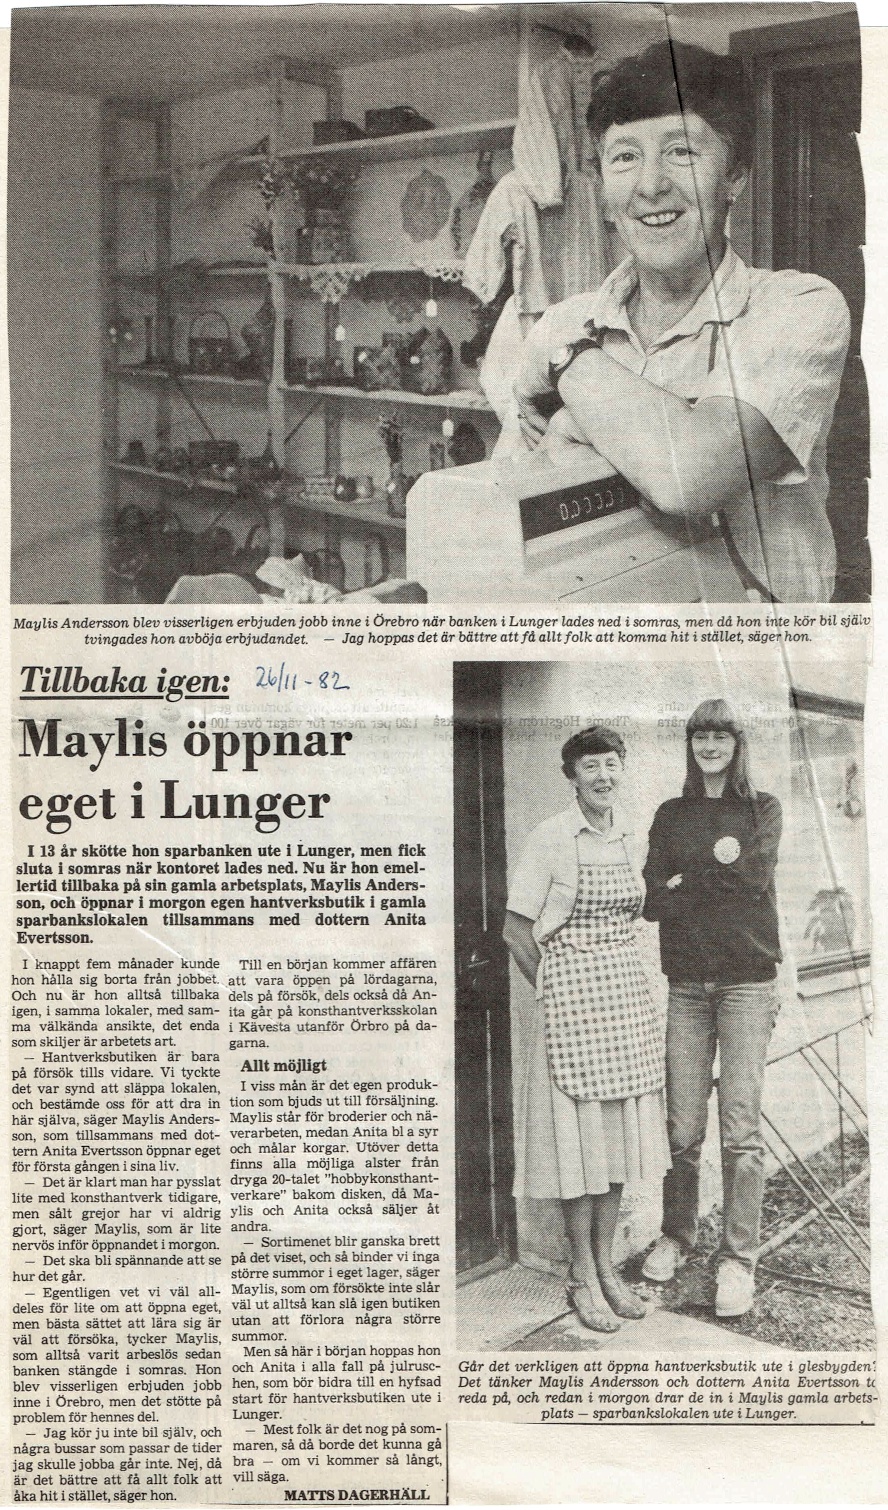 0.00
Maylis Andersson blev visserligen erbjuden jobb inne i Örebro när banken i Lunger lades ned i somras, men då hon inte kör bil själv
tvingades hon avböja erbjudandet. — Jag hoppas det är bättre att få allt folk att komma hit i stället, säger hon.
Tillbaka igen: 26/11-82
Maylis öppnar
eget i Lunger
I 13 år skötte hon sparbanken ute i Lunger, men fick
sluta i somras när kontoret lades ned. Nu är hon emel-
lertid tillbaka på sin gamla arbetsplats, Maylis Anders-
son, och öppnar i morgon egen hantverksbutik i gamla
sparbankslokalen tillsammans med dottern Anita
Evertsson.
I knappt fem månader kunde
hon hålla sig borta från jobbet.
Och nu är hon alltså tillbaka
igen, i samma lokaler, med sam-
ma välkända ansikte, det enda
som skiljer är arbetets art.
— Hantverksbutiken är bara
på försök tills vidare. Vi tyckte
det var synd att släppa lokalen,
och bestämde oss för att dra in
här själva, säger Maylis Anders-
son, som tillsammans med dot-
tern Anita Evertsson öppnar eget
för första gången i sina liv.
— Det är klart man har pysslat
lite med konsthantverk tidigare,
men sålt grejor har vi aldrig
gjort, säger Maylis, som är lite
nervös inför öppnandet i morgon.
— Det ska bli spännande att se
hur det går.
— Egentligen vet vi väl all-
deles för lite om att öppna eget,
men bästa sättet att lära sig är
väl att försöka, tycker Maylis,
som alltså varit arbeslös sedan
banken stängde i somras. Hon
blev visserligen erbjuden jobb
inne i Örebro, men det stötte på
problem för hennes del.
— Jag kör ju inte bil själv, och
några bussar som passar de tider
jag skulle jobba går inte. Nej, då
är det bättre att få allt folk att
åka hit i stället, säger hon.
Till en början kommer affären
att vara öppen på lördagarna,
dels på försök, dels också då An-
ita går på konsthantverksskolan
i Kävesta utanför Örbro på da-
garna.
Allt möjligt
I viss mån är det egen produk-
tion som bjuds ut till försäljning.
Maylis står för broderier och nä-
verarbeten, medan Anita bl a syr
och målar korgar. Utöver detta
finns alla möjliga alster från
dryga 20-talet "hobbykonsthant-
verkare" bakom disken, då Ma-
ylis och Anita också säljer åt
andra.
— Sortimenet blir ganska brett
på det viset, och så binder vi inga
större summor i eget lager, säger
Maylis, som om försökte inte slår
väl ut alltså kan slå igen butiken
utan att förlora några större
summor.
Men så här i början hoppas hon
och Anita i alla fall på julrusc-
hen, som bör bidra till en hyfsad
start för hantverksbutiken ute i
Lunger.
— Mest folk är det nog på som-
maren, så då borde det kunna gå
bra — om vi kommer så långt,
vill säga.
MATTS DAGERHÄLL
Går det verkligen att öppna hantverksbutik ute i glesbygden?
Det tänker Maylis Andersson och dottern Anita Evertsson ta
reda på, och redan i morgon drar de in i Maylis gamla arbets-
plats — sparbankslokalen ute i Lunger.